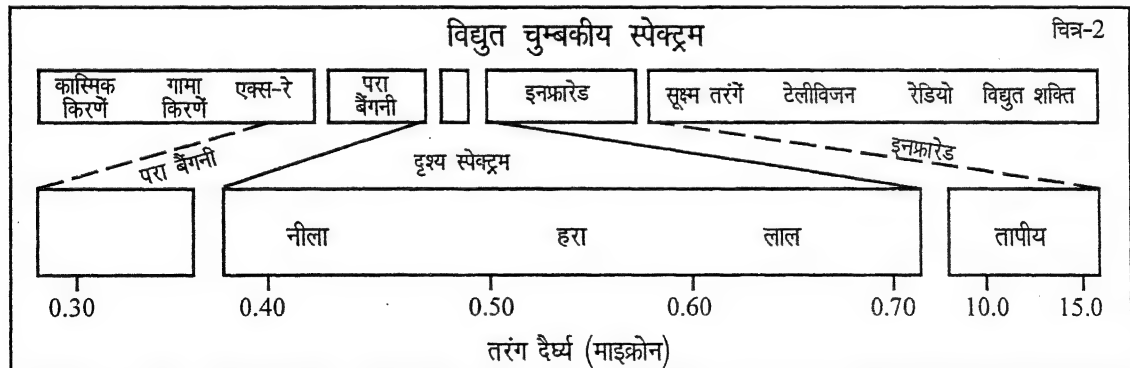 विद्युत चुम्बकीय स्पेक्ट्रम
चित्र-2
कास्मिक किरणें
गामा किरणें
एक्स-रे
परा बैंगनी
इनफ्रारेड
सूक्ष्म तरंगें टेलीविजन रेडियो विद्युत शक्ति
परा बैंगनी
दृश्य स्पेक्ट्रम
इनफ्रारेड
नीला हरा लाल तापीय
0.30 0.40 0.50 0.60 0.70 10.0 15.0
तरंग दैर्घ्य (माइक्रोन)